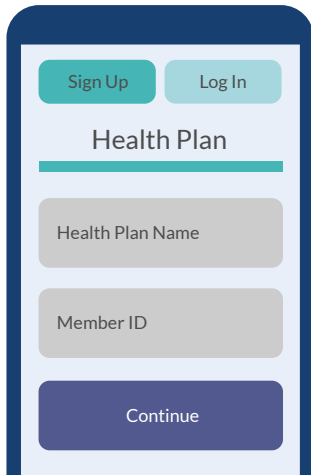 Sign Up Log In
Health Plan
Health Plan Name
Member ID
Continue